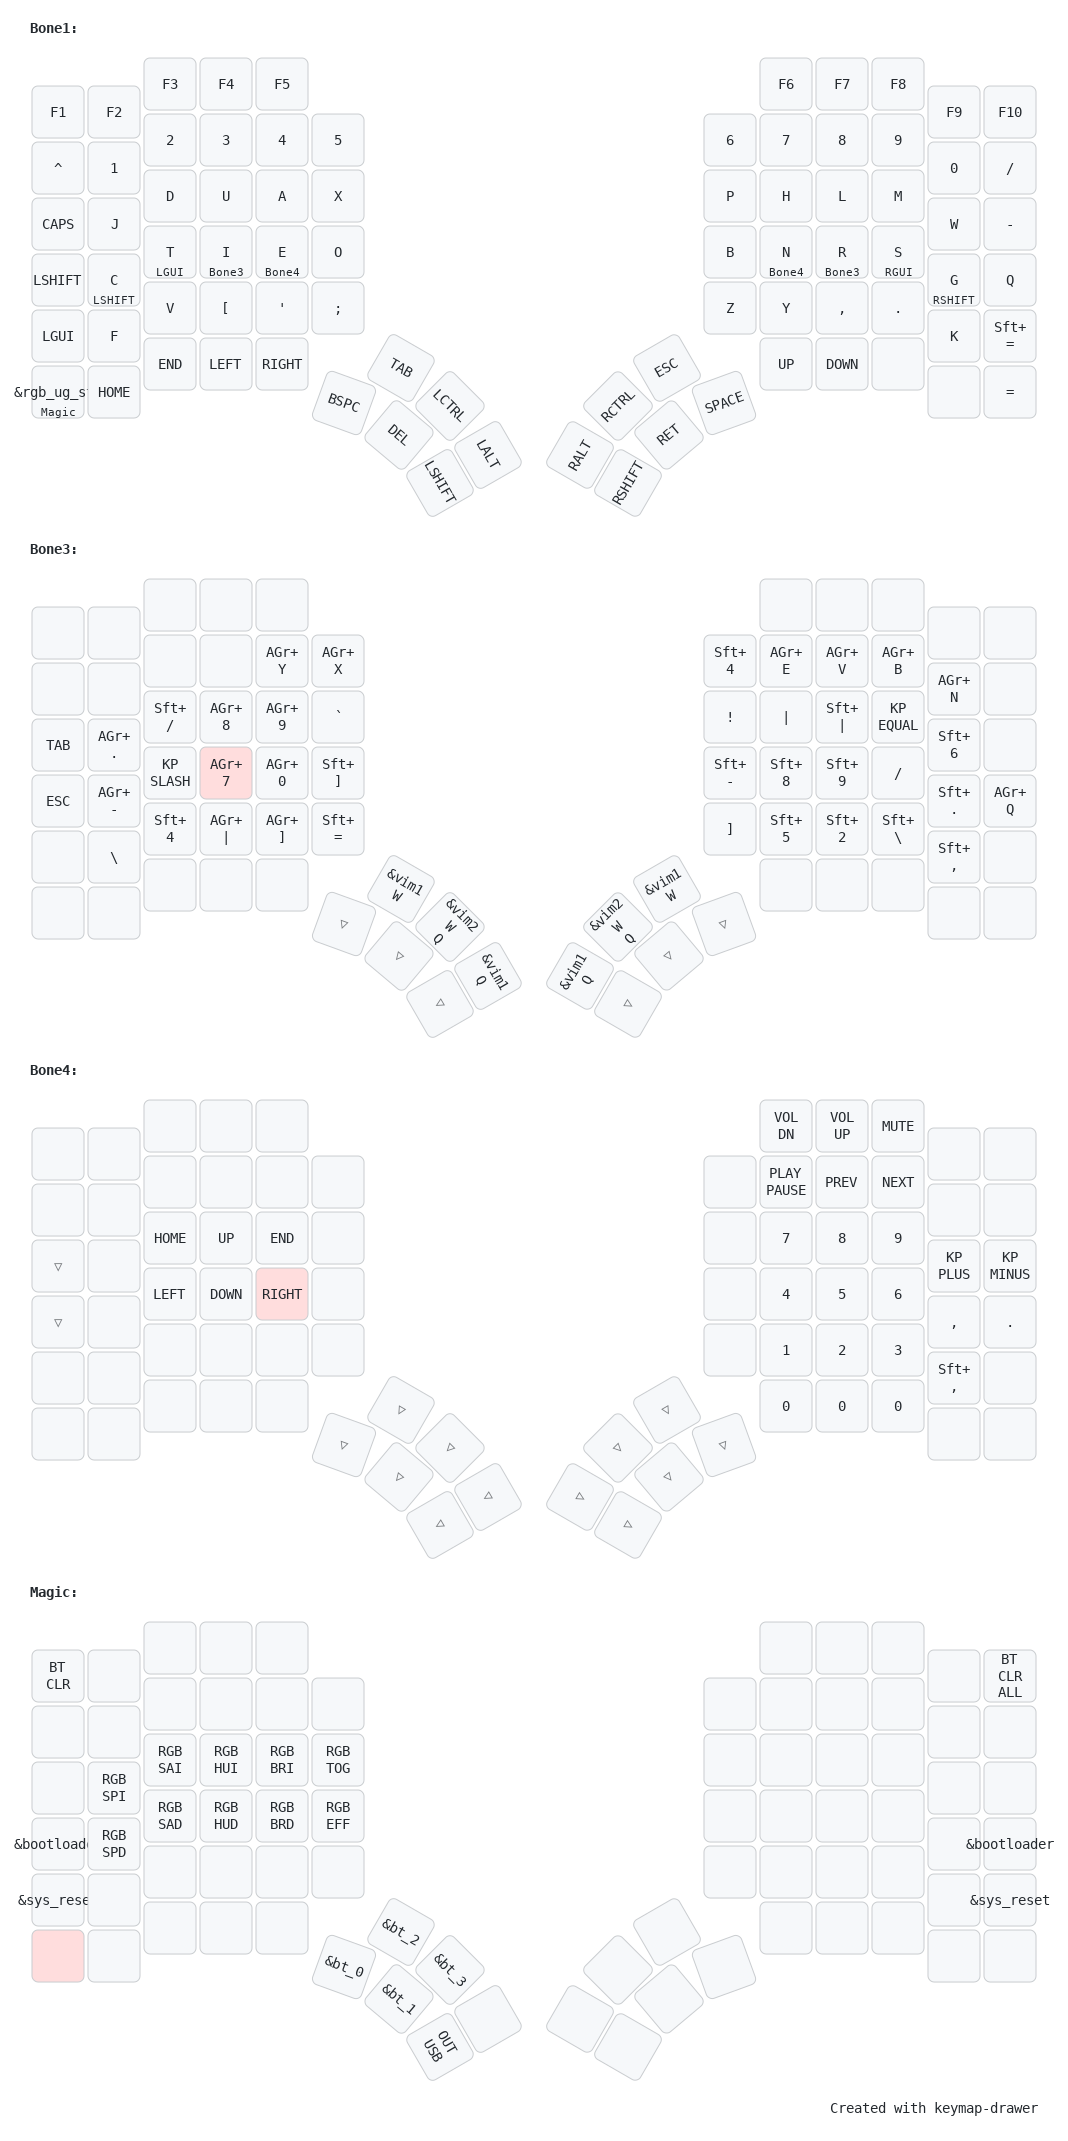 Bone1:
F3 F4 F5 F6 F7 F8
F1 F2 F9 F10
2 3 4 5 6 7 8 9
^ 1 0 /
D U A X P H L M
CAPS J W -
T I E O B N R S
LGUI Bone3 Bone4 Bone4 Bone3 RGUI
LSHIFT C G Q
LSHIFT RSHIFT
V [ ' ; Z Y , .
LGUI F K Sft+
=
END LEFT RIGHT TAB ESC UP DOWN
&rgb_ug_s HOME =
Magic
BSPC LCTRL RCTRL SPACE
DEL RET
LALT RALT
LSHIFT RSHIFT
Bone3:
AGr+ AGr+ Sft+ AGr+ AGr+ AGr+
Y X 4 E V B
AGr+
N
Sft+ AGr+ AGr+ ` ! | Sft+ KP
/ 8 9 | EQUAL
TAB AGr+ Sft+
. 6
KP AGr+ AGr+ Sft+ Sft+ Sft+ Sft+ /
SLASH 7 0 ] - 8 9
ESC AGr+ Sft+ AGr+
- . Q
Sft+ AGr+ AGr+ Sft+ ] Sft+ Sft+ Sft+
4 | ] = 5 2 \
\ Sft+
,
&vim1 &vim1
W W
&vim2 &vim2
W W
Q Q
&vim1 &vim1
Q Q
Bone4:
VOL VOL MUTE
DN UP
PLAY PREV NEXT
PAUSE
HOME UP END 7 8 9
KP KP
PLUS MINUS
LEFT DOWN RIGHT 4 5 6
, .
1 2 3
Sft+
,
0 0 0
Magic:
BT BT
CLR CLR
ALL
RGB RGB RGB RGB
SAI HUI BRI TOG
RGB
SPI
RGB RGB RGB RGB
SAD HUD BRD EFF
&bootload RGB &bootloader
SPD
&sys_rese &sys_reset
&bt_2
&bt_0 &bt_3
&bt_1
OUT
USB
Created with keymap-drawer